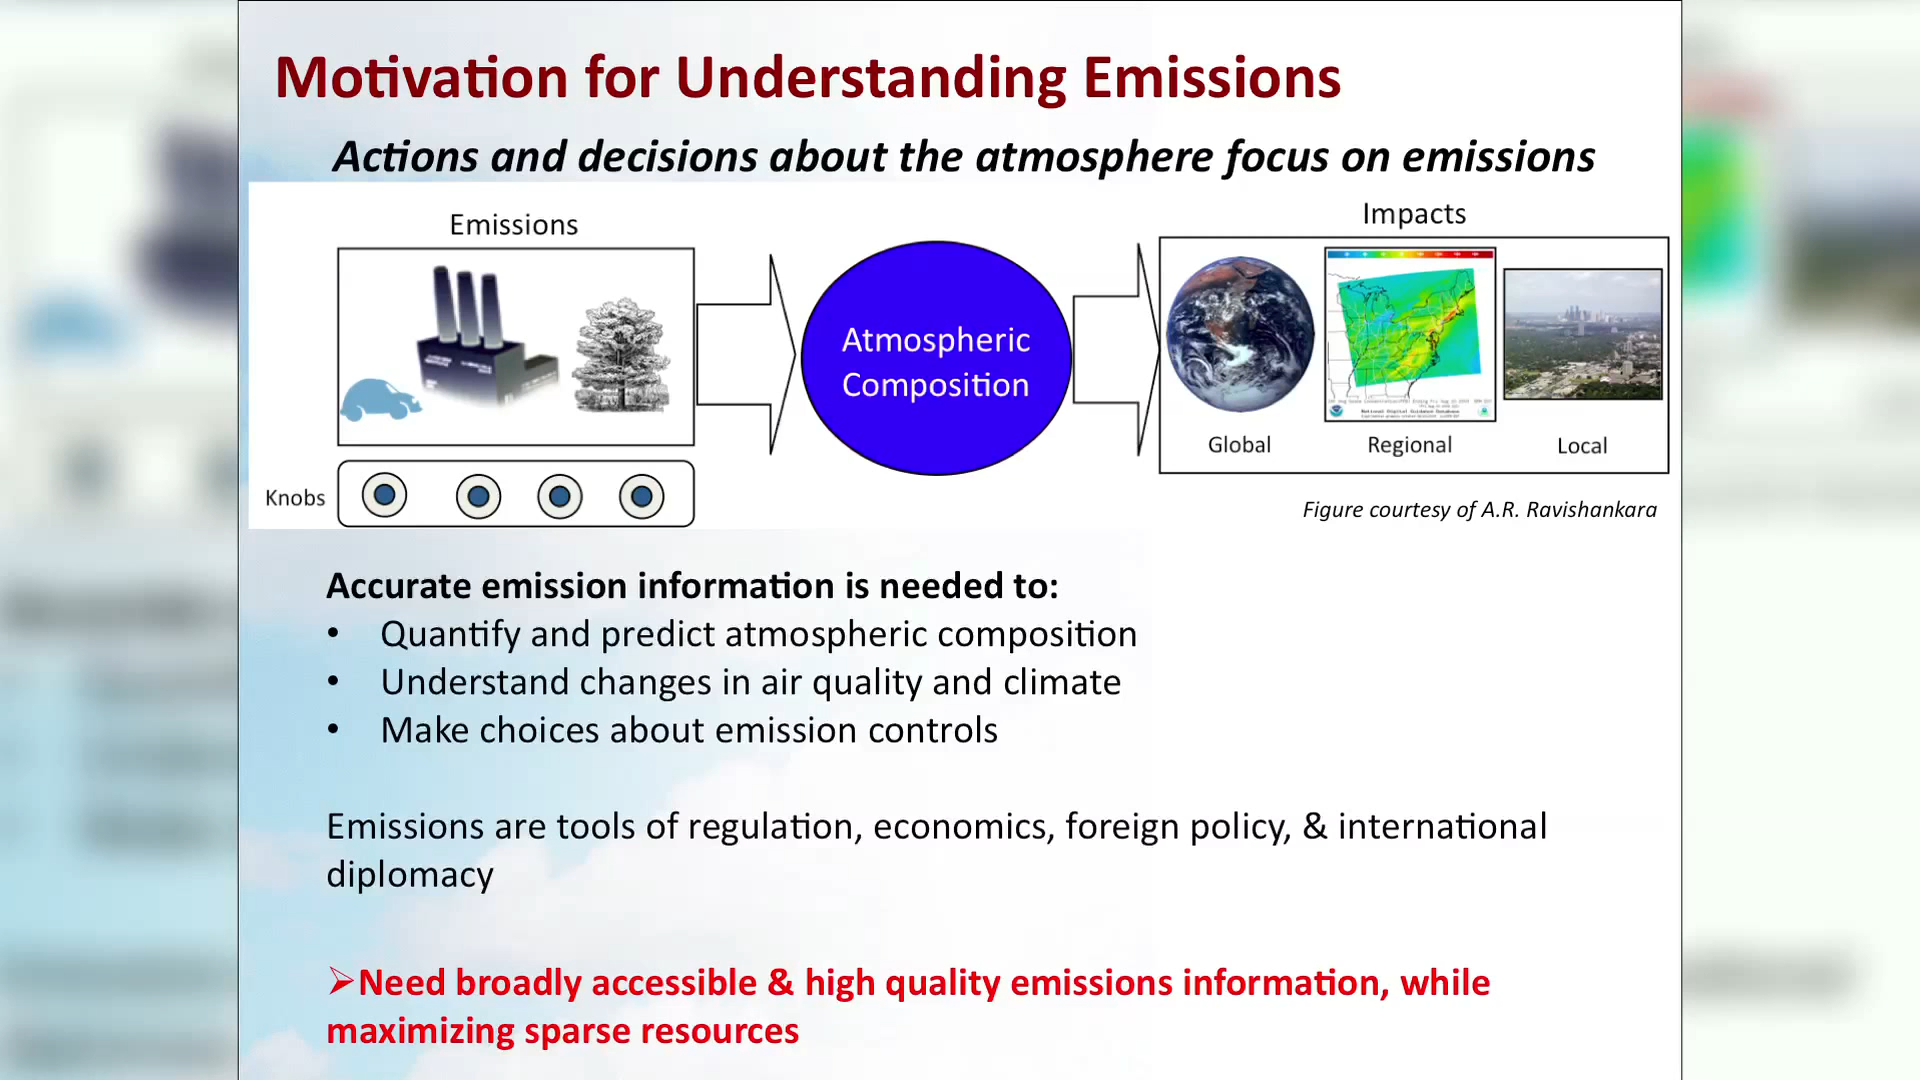 Motivation for Understanding Emissions
Actions and decisions about the atmosphere focus on emissions
Emissions
Impacts
Atmospheric
Composition
Global
Regional
Local
Knobs
Figure courtesy of A.R. Ravishankara
Accurate emission information is needed to:
• Quantify and predict atmospheric composition
• Understand changes in air quality and climate
• Make choices about emission controls
Emissions are tools of regulation, economics, foreign policy, & international
diplomacy
➢Need broadly accessible & high quality emissions information, while
maximizing sparse resources